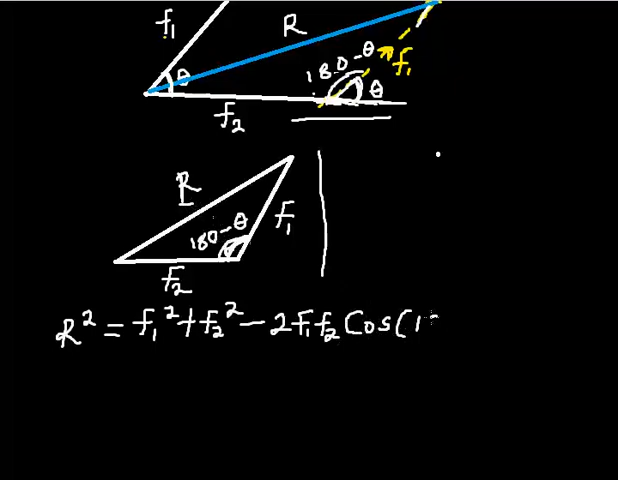 f₁
R
θ
180-θ
f₁
θ
f₂
R
180-θ
f₁
f₂
R² = f₁² + f₂² - 2f₁f₂ Cos(1